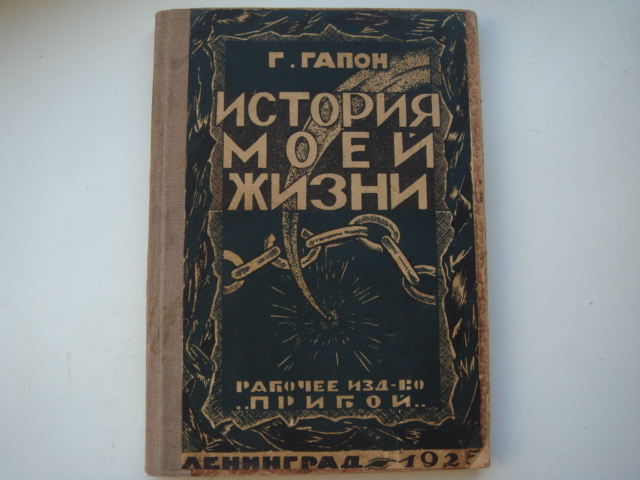 Г. ГАПОН
ИСТОРИЯ
МОЕЙ
ЖИЗНИ
РАБОЧЕЕ ИЗД-ВО
„ПРИБОЙ„
ЛЕНИНГРАД 1925